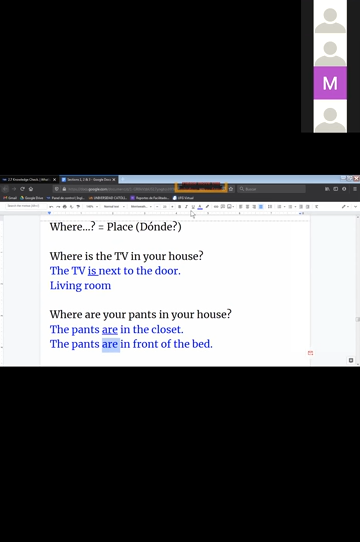 M
Where...? = Place (Dónde?)
Where is the TV in your house?
The TV is next to the door.
Living room
Where are your pants in your house?
The pants are in the closet.
The pants are in front of the bed.